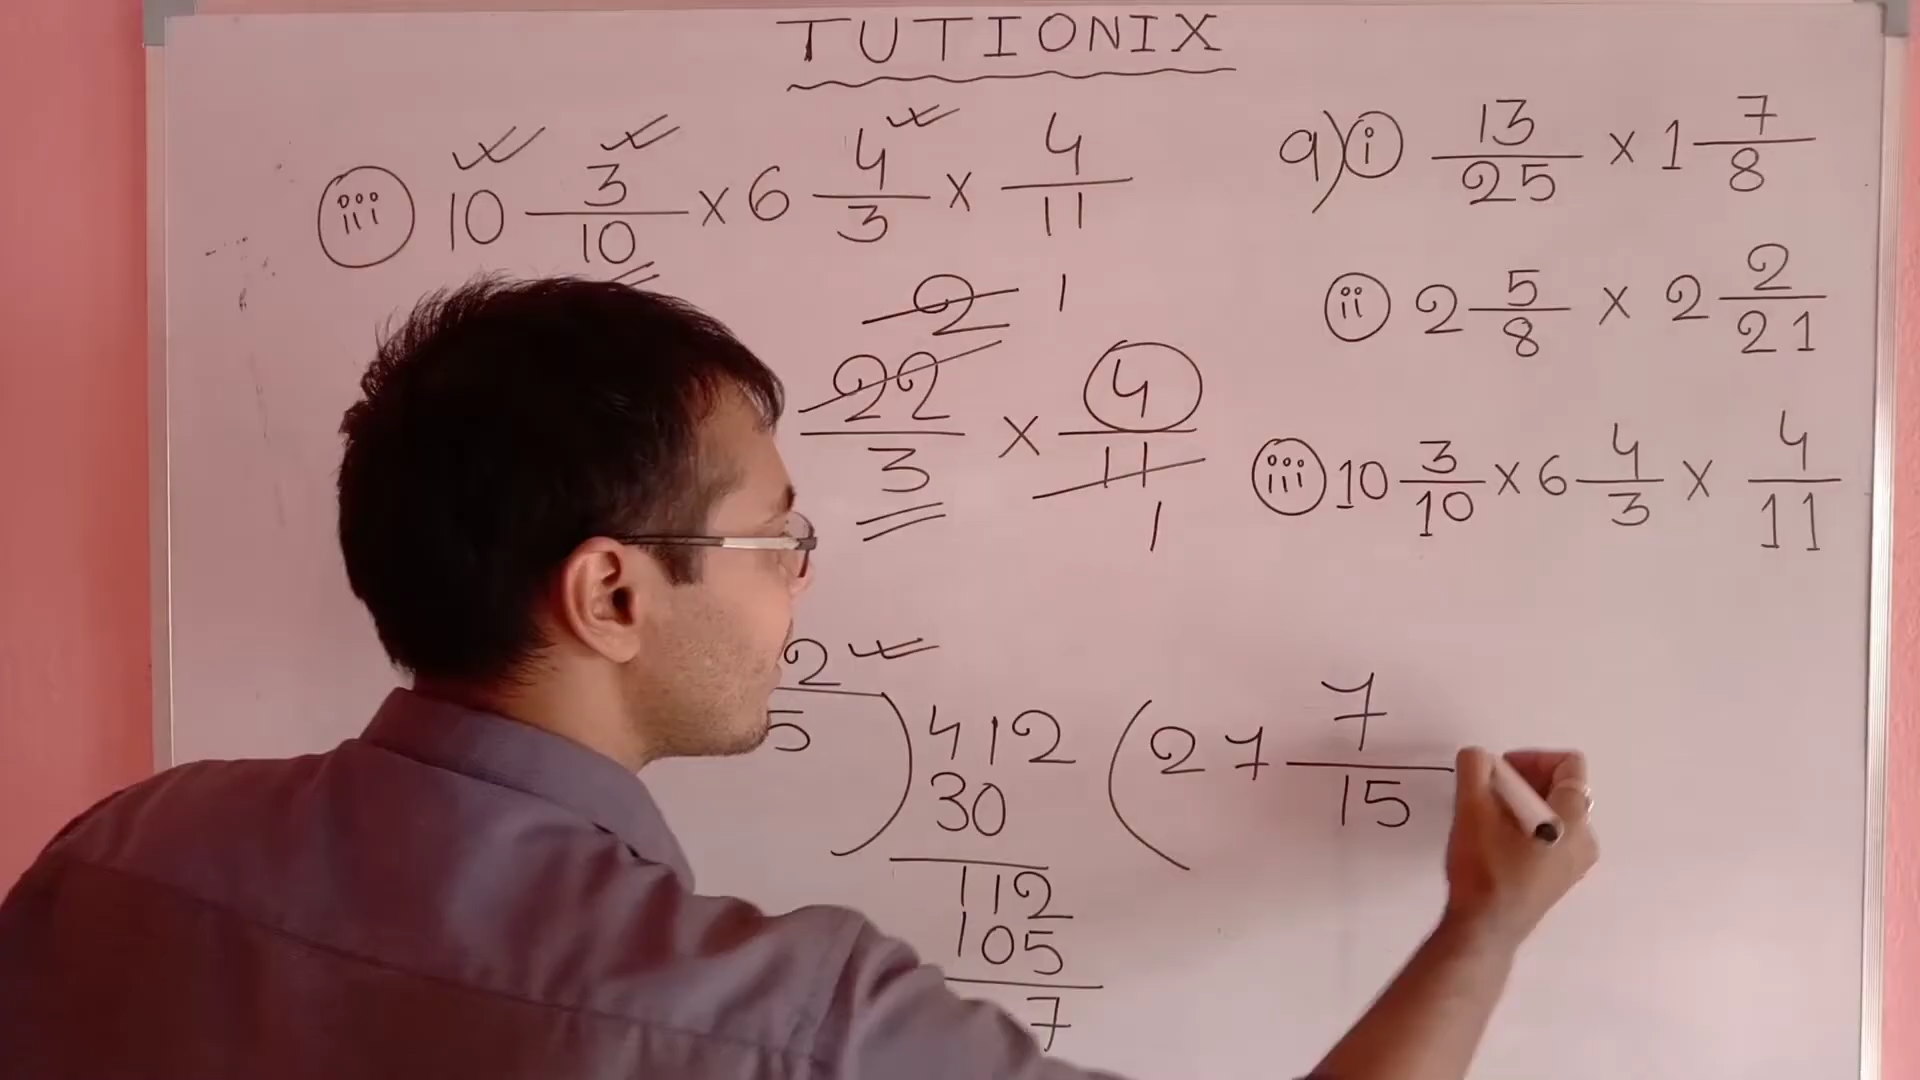 TUTIONIX
iii 10 3/10 × 6 4/3 × 4/11
2 1
22/3 × 4/11
1
2
5 ) 412 ( 27 7/15
30
112
105
7
9) i 13/25 × 1 7/8
ii 2 5/8 × 2 2/21
iii 10 3/10 × 6 4/3 × 4/11